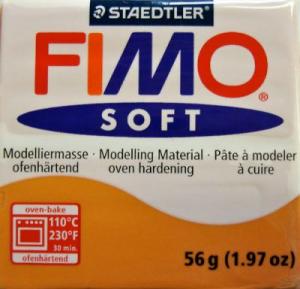 STAEDTLER
FIMO®
SOFT
Modelliermasse · Modelling Material · Pâte à modeler
ofenhärtend oven hardening à cuire
oven-bake
110°C
230°F
30 min.
ofenhärtend
56 g (1.97 oz)